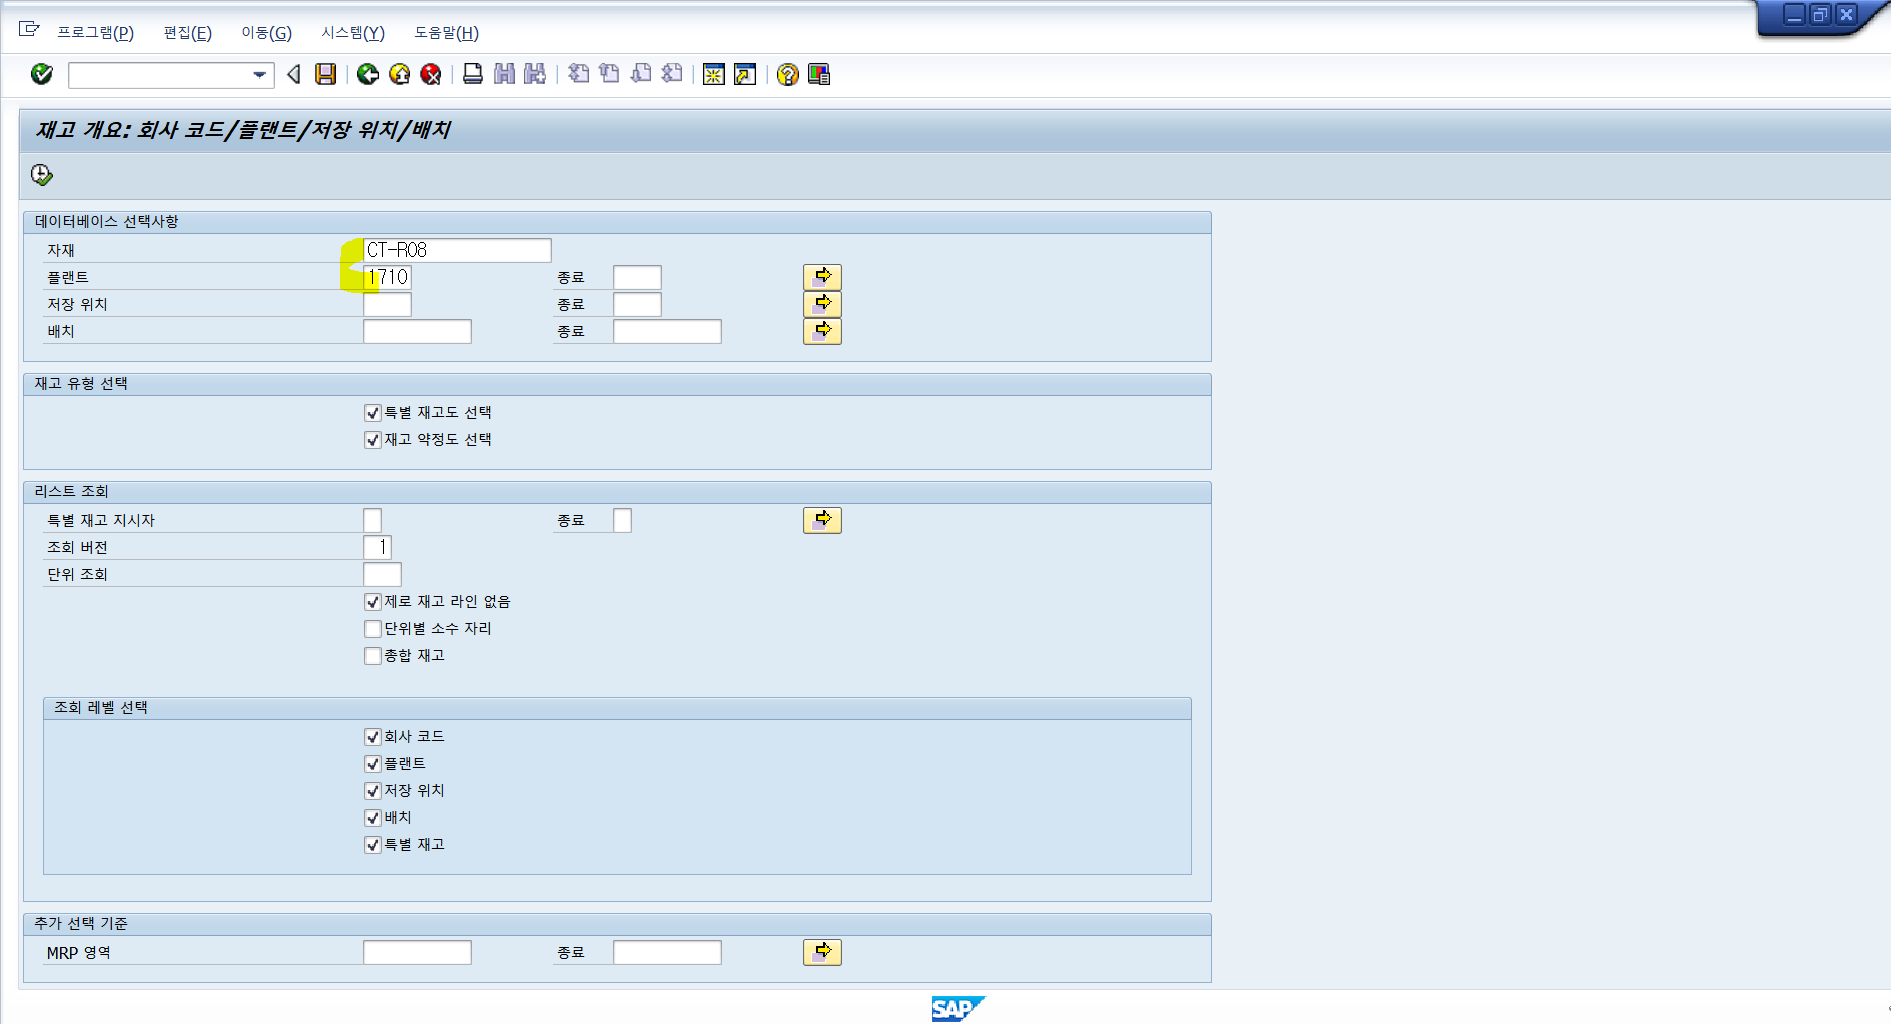 프로그램(P) 편집(E) 이동(G) 시스템(Y) 도움말(H)
재고 개요: 회사 코드/플랜트/저장 위치/배치
데이터베이스 선택사항
자재 CT-R08
플랜트 1710 종료
저장 위치 종료
배치 종료
재고 유형 선택
특별 재고도 선택
재고 약정도 선택
리스트 조회
특별 재고 지시자 종료
조회 버전 1
단위 조회
제로 재고 라인 없음
단위별 소수 자리
종합 재고
조회 레벨 선택
회사 코드
플랜트
저장 위치
배치
특별 재고
추가 선택 기준
MRP 영역 종료
SAP